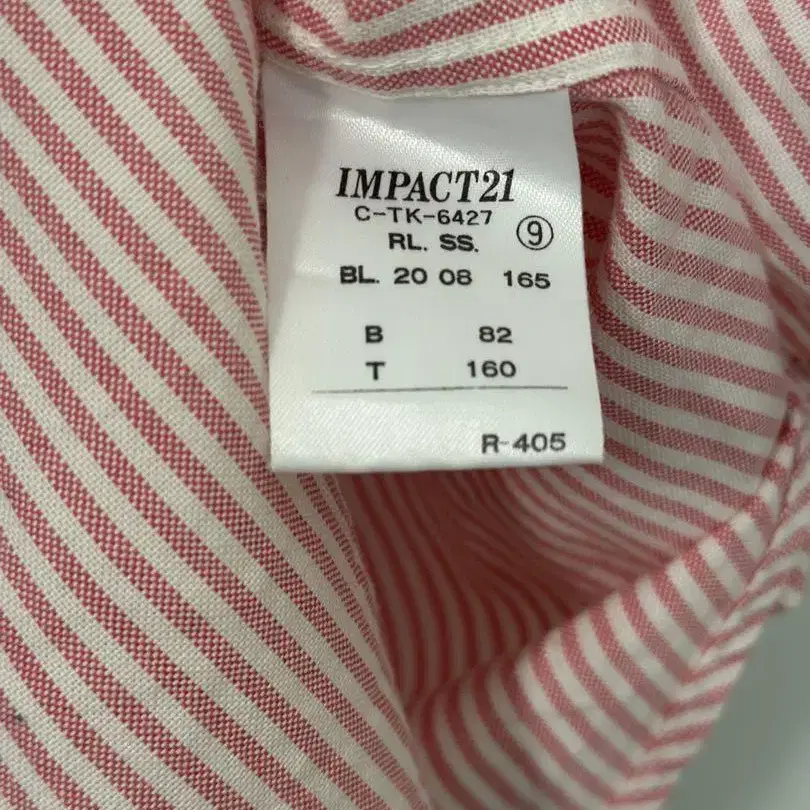 IMPACT21
C-TK-6427
RL. SS. ⑨
BL. 20 08 165
B 82
T 160
R-405